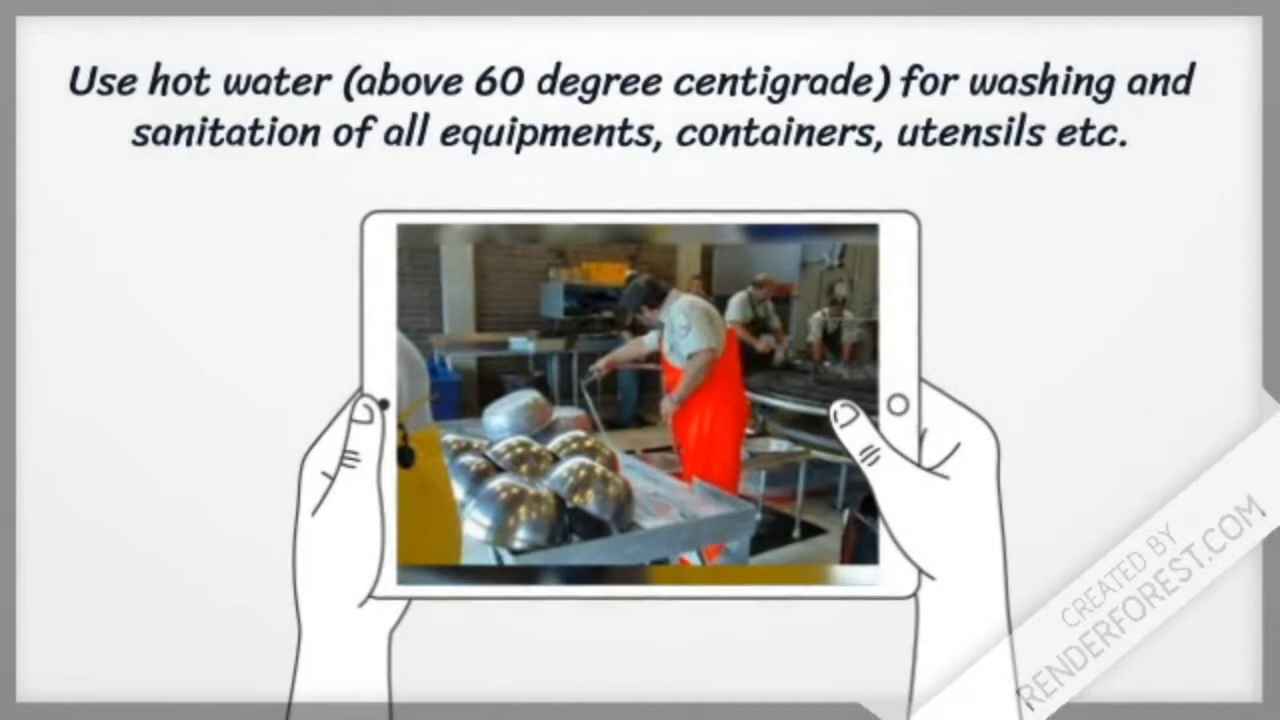 Use hot water (above 60 degree centigrade) for washing and
sanitation of all equipments, containers, utensils etc.
CREATED BY
RENDERFOREST.COM